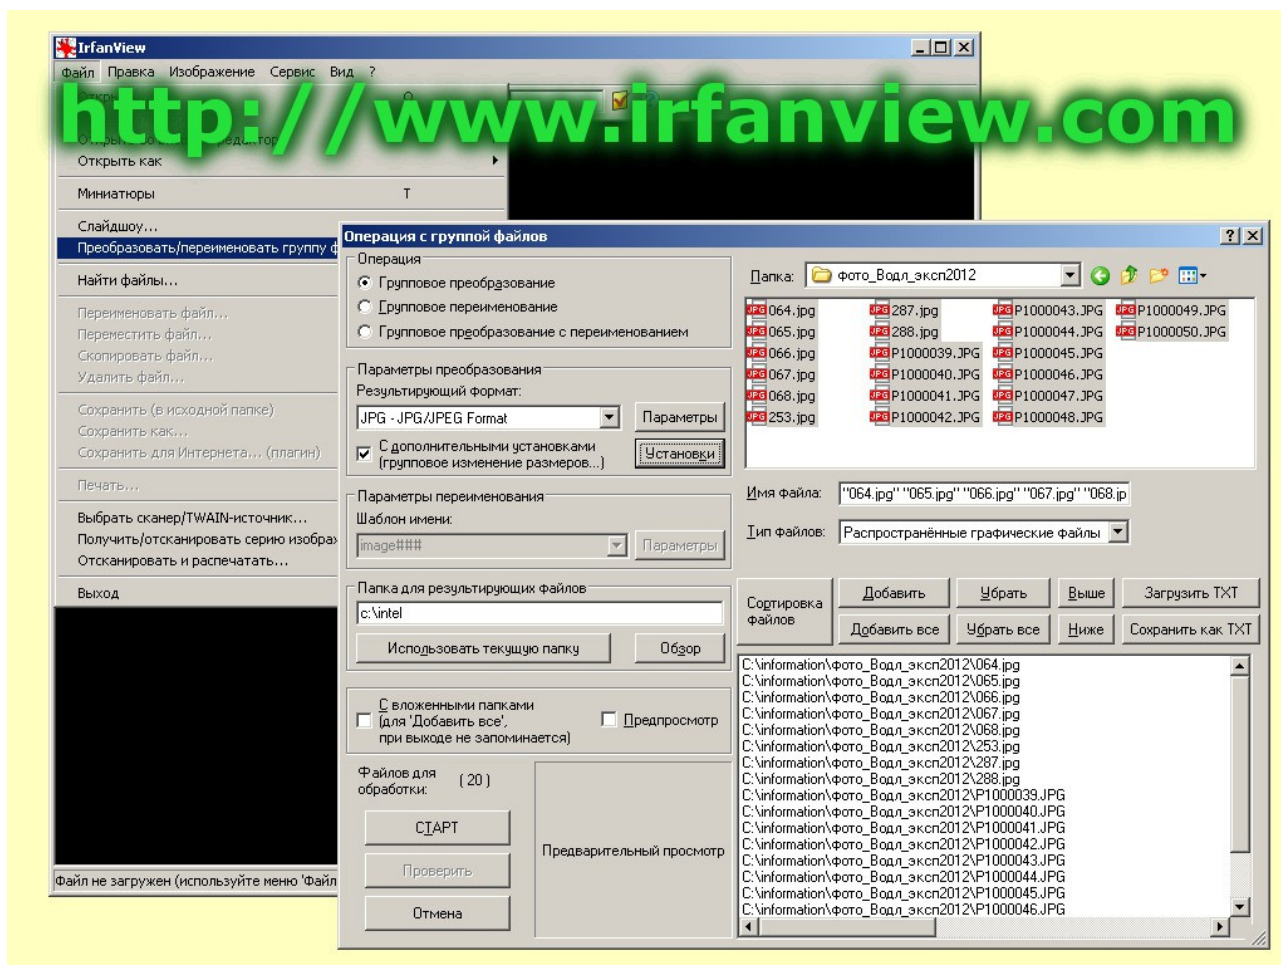 IrfanView
Файл Правка Изображение Сервис Вид ?
http://www.irfanview.com
Открыть как
Миниатюры T
Слайдшоу...
Преобразовать/переименовать группу ф
Найти файлы...
Переименовать файл...
Переместить файл...
Скопировать файл...
Удалить файл...
Сохранить (в исходной папке)
Сохранить как...
Сохранить для Интернета... (плагин)
Печать...
Выбрать сканер/TWAIN-источник...
Получить/отсканировать серию изобра
Отсканировать и распечатать...
Выход
Файл не загружен (используйте меню 'Файл
Операция с группой файлов
Операция
Групповое преобразование
Групповое переименование
Групповое преобразование с переименованием
Параметры преобразования
Результирующий формат:
JPG - JPG/JPEG Format Параметры
С дополнительными установками
(групповое изменение размеров...) Установки
Параметры переименования
Шаблон имени:
image### Параметры
Папка для результирующих файлов
c:\intel
Использовать текущую папку Обзор
С вложенными папками
(для 'Добавить все',
при выходе не запоминается) Предпросмотр
Файлов для
обработки: ( 20 )
СТАРТ
Проверить
Отмена
Предварительный просмотр
Папка: фото_Водл_эксп2012
064.jpg 287.jpg P1000043.JPG P1000049.JPG
065.jpg 288.jpg P1000044.JPG P1000050.JPG
066.jpg P1000039.JPG P1000045.JPG
067.jpg P1000040.JPG P1000046.JPG
068.jpg P1000041.JPG P1000047.JPG
253.jpg P1000042.JPG P1000048.JPG
Имя файла: "064.jpg" "065.jpg" "066.jpg" "067.jpg" "068.jp
Тип файлов: Распространённые графические файлы
Сортировка
файлов
Добавить Убрать Выше Загрузить TXT
Добавить все Убрать все Ниже Сохранить как TXT
C:\information\фото_Водл_эксп2012\064.jpg
C:\information\фото_Водл_эксп2012\065.jpg
C:\information\фото_Водл_эксп2012\066.jpg
C:\information\фото_Водл_эксп2012\067.jpg
C:\information\фото_Водл_эксп2012\068.jpg
C:\information\фото_Водл_эксп2012\253.jpg
C:\information\фото_Водл_эксп2012\287.jpg
C:\information\фото_Водл_эксп2012\288.jpg
C:\information\фото_Водл_эксп2012\P1000039.JPG
C:\information\фото_Водл_эксп2012\P1000040.JPG
C:\information\фото_Водл_эксп2012\P1000041.JPG
C:\information\фото_Водл_эксп2012\P1000042.JPG
C:\information\фото_Водл_эксп2012\P1000043.JPG
C:\information\фото_Водл_эксп2012\P1000044.JPG
C:\information\фото_Водл_эксп2012\P1000045.JPG
C:\information\фото_Водл_эксп2012\P1000046.JPG